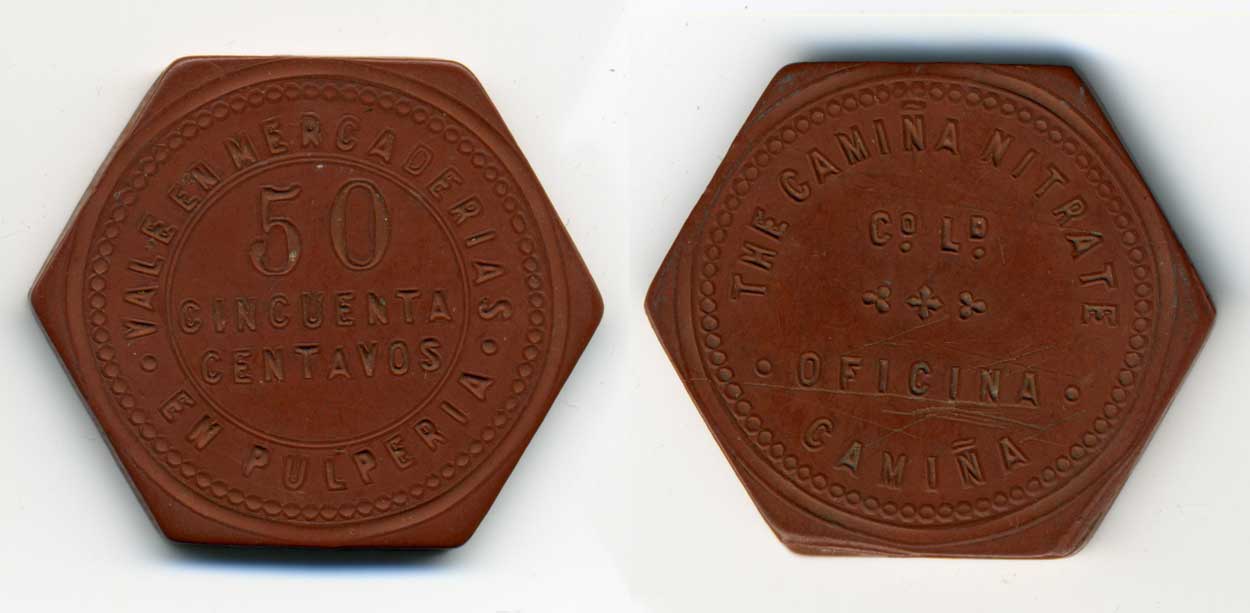 VALE EN MERCADERIAS
50
CINCUENTA
CENTAVOS
• EN PULPERIA •
THE CAMIÑA NITRATE
Cº. Lᴰ.
• OFICINA •
CAMIÑA